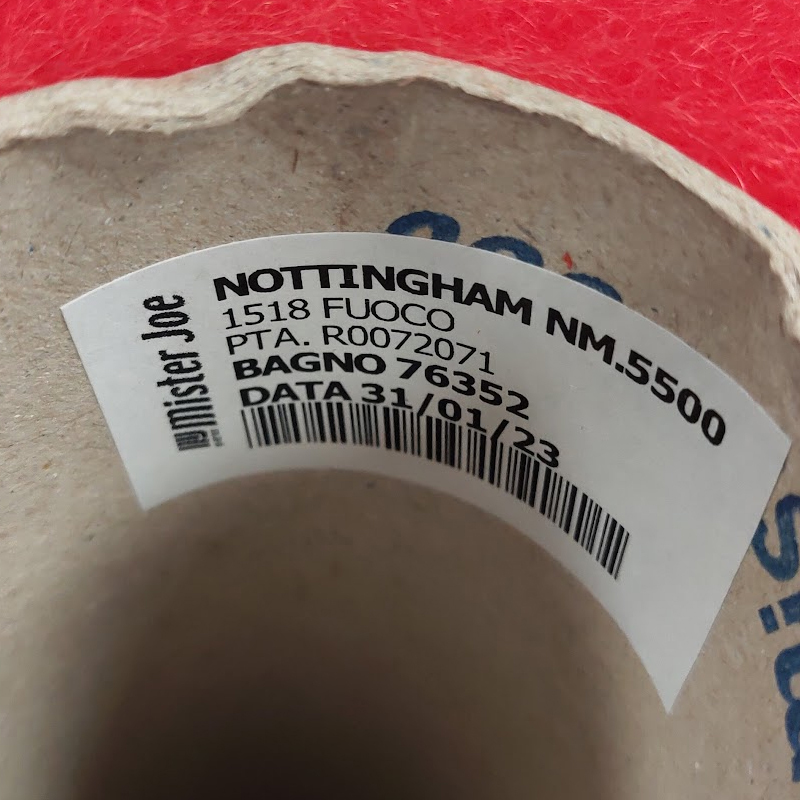 mister Joe
NOTTINGHAM NM.5500
1518 FUOCO
PTA. R0072071
BAGNO 76352
DATA 31/01/23